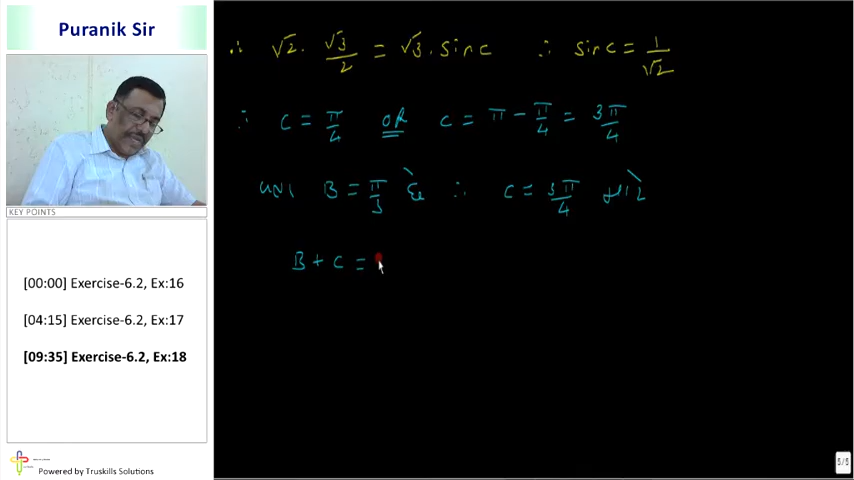 Puranik Sir
KEY POINTS
[00:00] Exercise-6.2, Ex:16
[04:15] Exercise-6.2, Ex:17
[09:35] Exercise-6.2, Ex:18
Powered by Truskills Solutions
∴ √2 · √3/2 = √3 · sin c ∴ sin c = 1/√2
∴ c = π/4 OR c = π − π/4 = 3π/4
B = π/3 છે ∴ c = 3π/4
B + c =
5/5